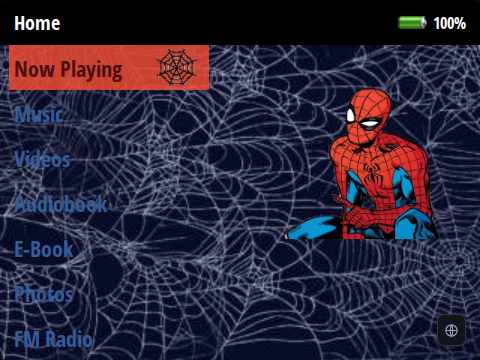 Home
100%
Now Playing
Music
Videos
Audiobook
E-Book
Photos
FM Radio